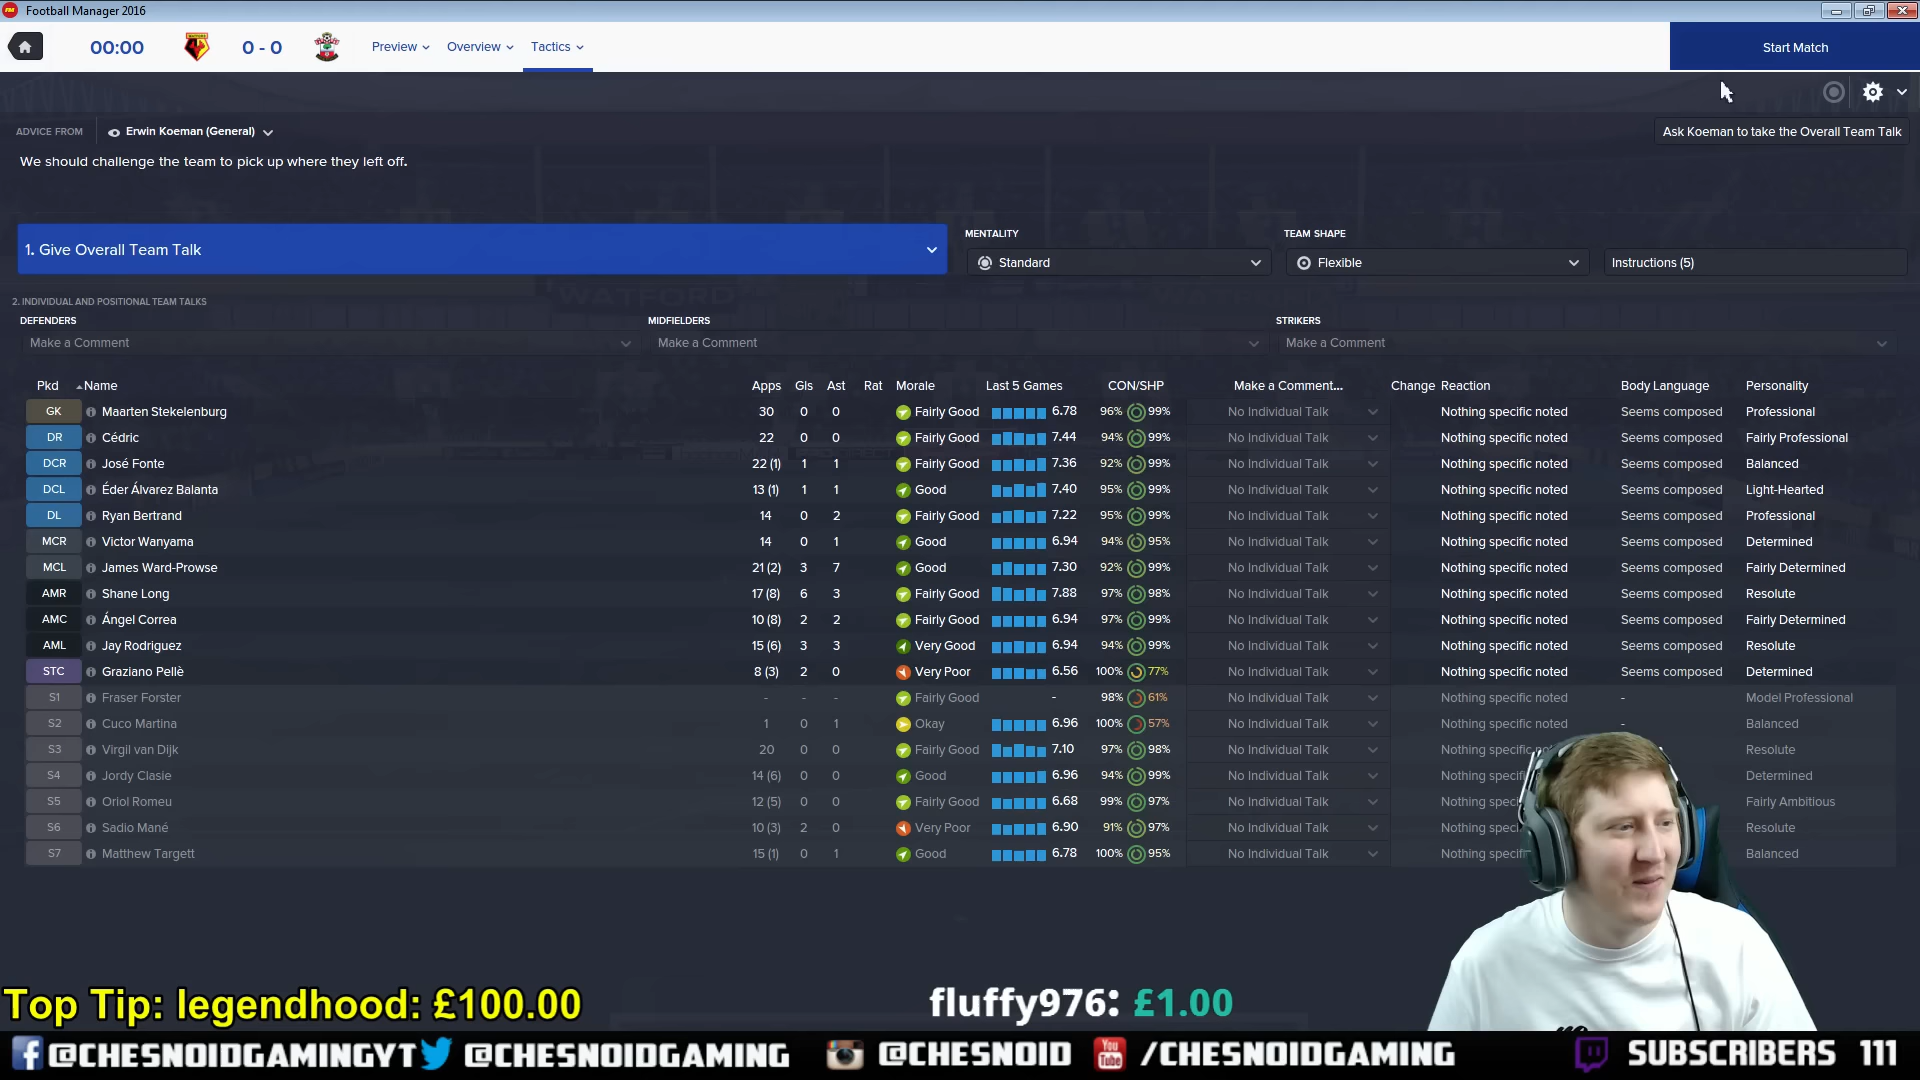 Football Manager 2016
00:00 0 - 0 Preview Overview Tactics Start Match
ADVICE FROM Erwin Koeman (General) Ask Koeman to take the Overall Team Talk
We should challenge the team to pick up where they left off.
MENTALITY TEAM SHAPE
1. Give Overall Team Talk Standard Flexible Instructions (5)
WATFORD
2. INDIVIDUAL AND POSITIONAL TEAM TALKS
DEFENDERS MIDFIELDERS STRIKERS
Make a Comment Make a Comment Make a Comment
Pkd Name Apps Gls Ast Rat Morale Last 5 Games CON/SHP Make a Comment... Change Reaction Body Language Personality
GK Maarten Stekelenburg 30 0 0 Fairly Good 6.78 96% 99% No Individual Talk Nothing specific noted Seems composed Professional
DR Cédric 22 0 0 Fairly Good 7.44 94% 99% No Individual Talk Nothing specific noted Seems composed Fairly Professional
DCR José Fonte 22 (1) 1 1 Fairly Good 7.36 92% 99% No Individual Talk Nothing specific noted Seems composed Balanced
DCL Éder Álvarez Balanta 13 (1) 1 1 Good 7.40 95% 99% No Individual Talk Nothing specific noted Seems composed Light-Hearted
DL Ryan Bertrand 14 0 2 Fairly Good 7.22 95% 99% No Individual Talk Nothing specific noted Seems composed Professional
MCR Victor Wanyama 14 0 1 Good 6.94 94% 95% No Individual Talk Nothing specific noted Seems composed Determined
MCL James Ward-Prowse 21 (2) 3 7 Good 7.30 92% 99% No Individual Talk Nothing specific noted Seems composed Fairly Determined
AMR Shane Long 17 (8) 6 3 Fairly Good 7.88 97% 98% No Individual Talk Nothing specific noted Seems composed Resolute
AMC Ángel Correa 10 (8) 2 2 Fairly Good 6.94 97% 99% No Individual Talk Nothing specific noted Seems composed Fairly Determined
AML Jay Rodriguez 15 (6) 3 3 Very Good 6.94 94% 99% No Individual Talk Nothing specific noted Seems composed Resolute
STC Graziano Pellè 8 (3) 2 0 Very Poor 6.56 100% 77% No Individual Talk Nothing specific noted Seems composed Determined
S1 Fraser Forster - - - Fairly Good - 98% 61% No Individual Talk Nothing specific noted - Model Professional
S2 Cuco Martina 1 0 1 Okay 6.96 100% 57% No Individual Talk Nothing specific noted - Balanced
S3 Virgil van Dijk 20 0 0 Fairly Good 7.10 97% 98% No Individual Talk Nothing specific Resolute
S4 Jordy Clasie 14 (6) 0 0 Good 6.96 94% 99% No Individual Talk Nothing specific Determined
S5 Oriol Romeu 12 (5) 0 0 Fairly Good 6.68 99% 97% No Individual Talk Nothing Fairly Ambitious
S6 Sadio Mané 10 (3) 2 0 Very Poor 6.90 91% 97% No Individual Talk Nothing Resolute
S7 Matthew Targett 15 (1) 0 1 Good 6.78 100% 95% No Individual Talk Nothing Balanced
Top Tip: legendhood: £100.00 fluffy976: £1.00
@CHESNOIDGAMINGYT @CHESNOIDGAMING @CHESNOID You Tube /CHESNOIDGAMING SUBSCRIBERS 111